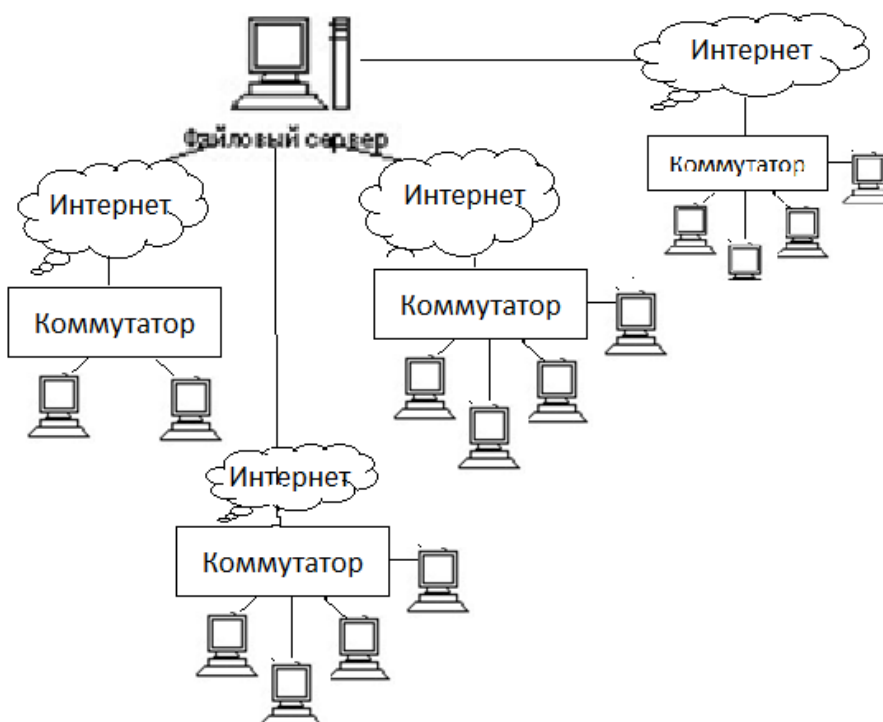 Интернет
Файловый сервер
Коммутатор
Интернет
Интернет
Коммутатор
Коммутатор
Интернет
Коммутатор